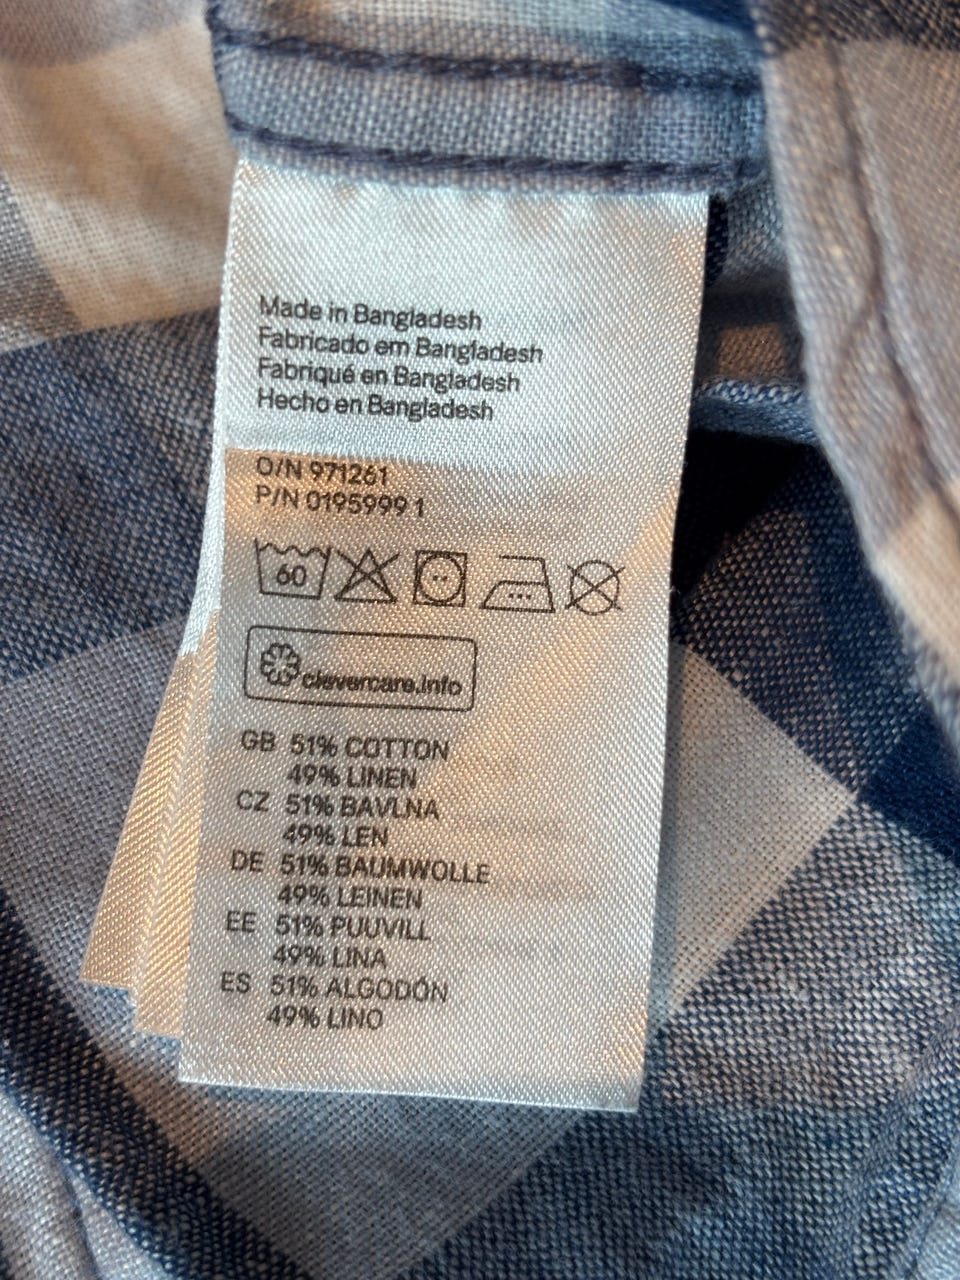 Made in Bangladesh
Fabricado em Bangladesh
Fabriqué en Bangladesh
Hecho en Bangladesh
O/N 971261
P/N 0195999 1
60
clevercare.info
GB 51% COTTON
49% LINEN
CZ 51% BAVLNA
49% LEN
DE 51% BAUMWOLLE
49% LEINEN
EE 51% PUUVILL
49% LINA
ES 51% ALGODÓN
49% LINO